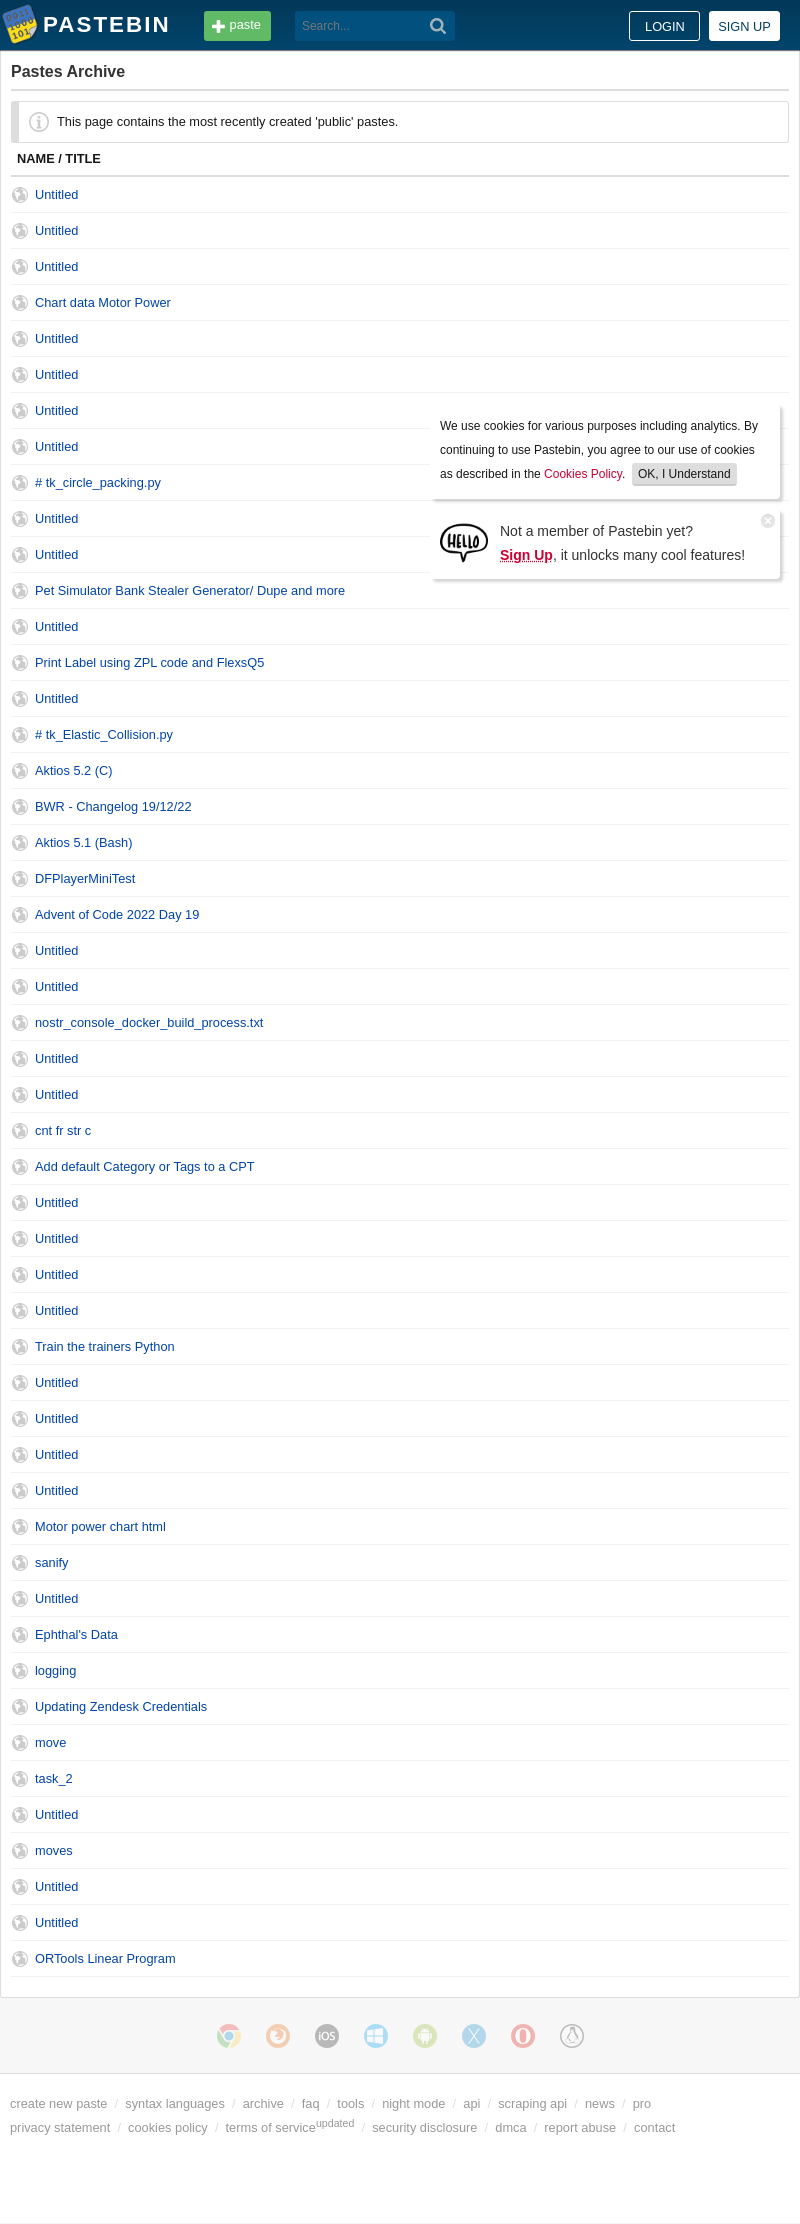 PASTEBIN paste Search... LOGIN SIGN UP
Pastes Archive
This page contains the most recently created 'public' pastes.
NAME / TITLE
Untitled
Untitled
Untitled
Chart data Motor Power
Untitled
Untitled
Untitled
Untitled
# tk_circle_packing.py
Untitled
Untitled
Pet Simulator Bank Stealer Generator/ Dupe and more
Untitled
Print Label using ZPL code and FlexsQ5
Untitled
# tk_Elastic_Collision.py
Aktios 5.2 (C)
BWR - Changelog 19/12/22
Aktios 5.1 (Bash)
DFPlayerMiniTest
Advent of Code 2022 Day 19
Untitled
Untitled
nostr_console_docker_build_process.txt
Untitled
Untitled
cnt fr str c
Add default Category or Tags to a CPT
Untitled
Untitled
Untitled
Untitled
Train the trainers Python
Untitled
Untitled
Untitled
Untitled
Motor power chart html
sanify
Untitled
Ephthal's Data
logging
Updating Zendesk Credentials
move
task_2
Untitled
moves
Untitled
Untitled
ORTools Linear Program
We use cookies for various purposes including analytics. By
continuing to use Pastebin, you agree to our use of cookies
as described in the Cookies Policy. OK, I Understand
HELLO
Not a member of Pastebin yet?
Sign Up, it unlocks many cool features!
iOS
create new paste / syntax languages / archive / faq / tools / night mode / api / scraping api / news / pro
privacy statement / cookies policy / terms of service updated / security disclosure / dmca / report abuse / contact